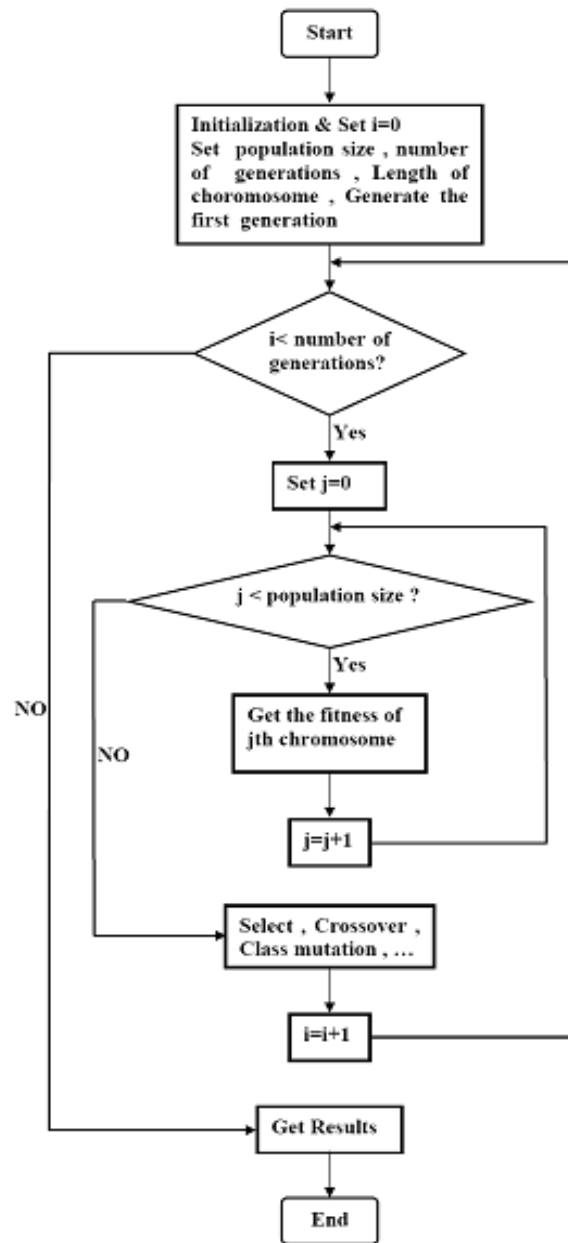 Start
Initialization & Set i=0
Set population size , number
of generations , Length of
choromosome , Generate the
first generation
i< number of
generations?
Yes
Set j=0
j < population size ?
Yes
NO
Get the fitness of
jth chromosome
NO
j=j+1
Select , Crossover ,
Class mutation , ...
i=i+1
Get Results
End